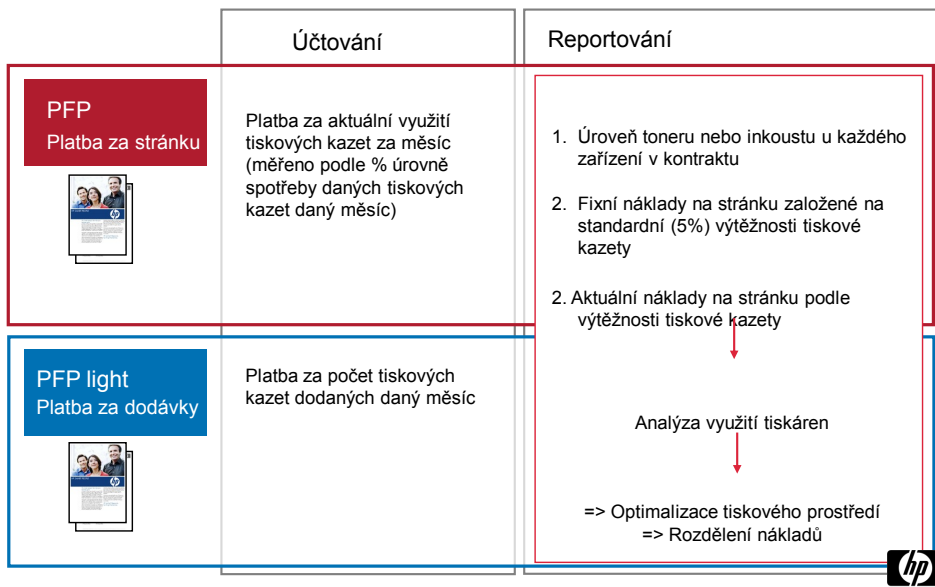 Účtování
Reportování
PFP
Platba za stránku
Platba za aktuální využití
tiskových kazet za měsíc
(měřeno podle % úrovně
spotřeby daných tiskových
kazet daný měsíc)
1. Úroveň toneru nebo inkoustu u každého
zařízení v kontraktu
2. Fixní náklady na stránku založené na
standardní (5%) výtěžnosti tiskové
kazety
2. Aktuální náklady na stránku podle
výtěžnosti tiskové kazety
PFP light
Platba za dodávky
Platba za počet tiskových
kazet dodaných daný měsíc
Analýza využití tiskáren
=> Optimalizace tiskového prostředí
=> Rozdělení nákladů
hp